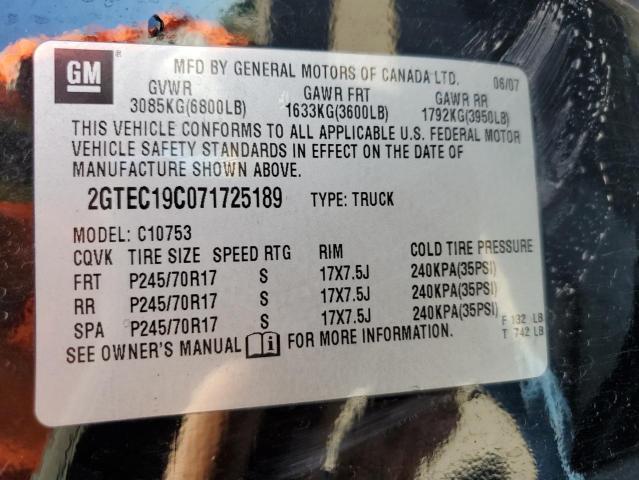 GM
MFD BY GENERAL MOTORS OF CANADA LTD. 06/07
GVWR GAWR FRT GAWR RR
3085KG(6800LB) 1633KG(3600LB) 1792KG(3950LB)
THIS VEHICLE CONFORMS TO ALL APPLICABLE U.S. FEDERAL MOTOR
VEHICLE SAFETY STANDARDS IN EFFECT ON THE DATE OF
MANUFACTURE SHOWN ABOVE.
2GTEC19C071725189 TYPE: TRUCK
MODEL: C10753
CQVK TIRE SIZE SPEED RTG RIM COLD TIRE PRESSURE
FRT P245/70R17 S 17X7.5J 240KPA(35PSI)
RR P245/70R17 S 17X7.5J 240KPA(35PSI)
SPA P245/70R17 S 17X7.5J 240KPA(35PSI)
F 132 LB
T 742 LB
SEE OWNER'S MANUAL i FOR MORE INFORMATION.